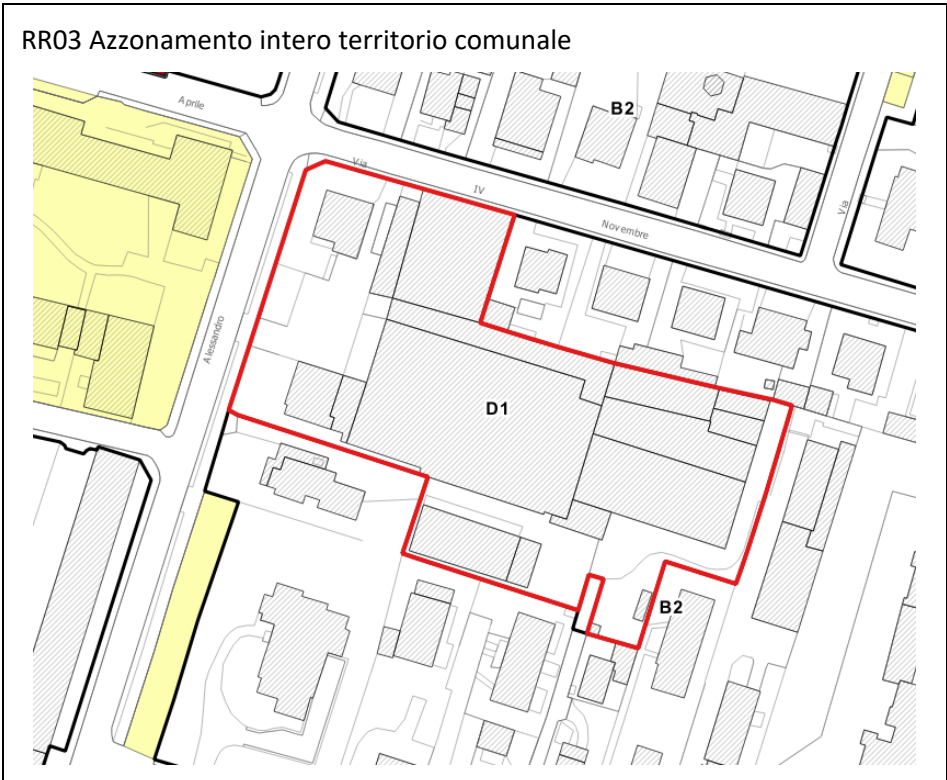 RR03 Azzonamento intero territorio comunale
Aprile
B2
Via
IV
Novembre
Via
Alessandro
D1
B2